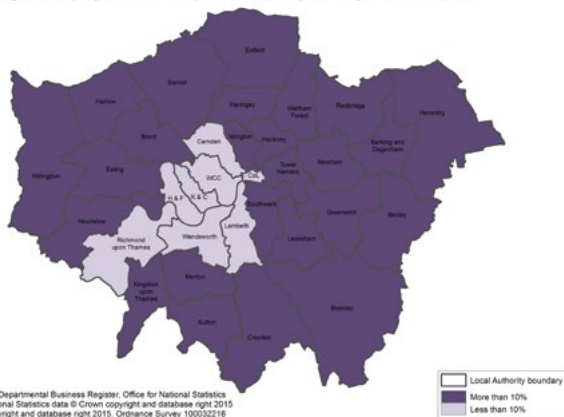 Enfield
Barnet
Harrow
Haringey
Waltham
Forest
Redbridge
Havering
Brent
Camden
Islington
Hackney
Barking and
Dagenham
Hillingdon
Ealing
WCC
CoL
Tower
Hamlets
Newham
H & F
K & C
Southwark
Greenwich
Bexley
Hounslow
Richmond
upon Thames
Wandsworth
Lambeth
Lewisham
Merton
Kingston
upon
Thames
Bromley
Sutton
Croydon
Departmental Business Register, Office for National Statistics
onal Statistics data © Crown copyright and database right 2015
right and database right 2015. Ordnance Survey 100032216
Local Authority boundary
More than 10%
Less than 10%